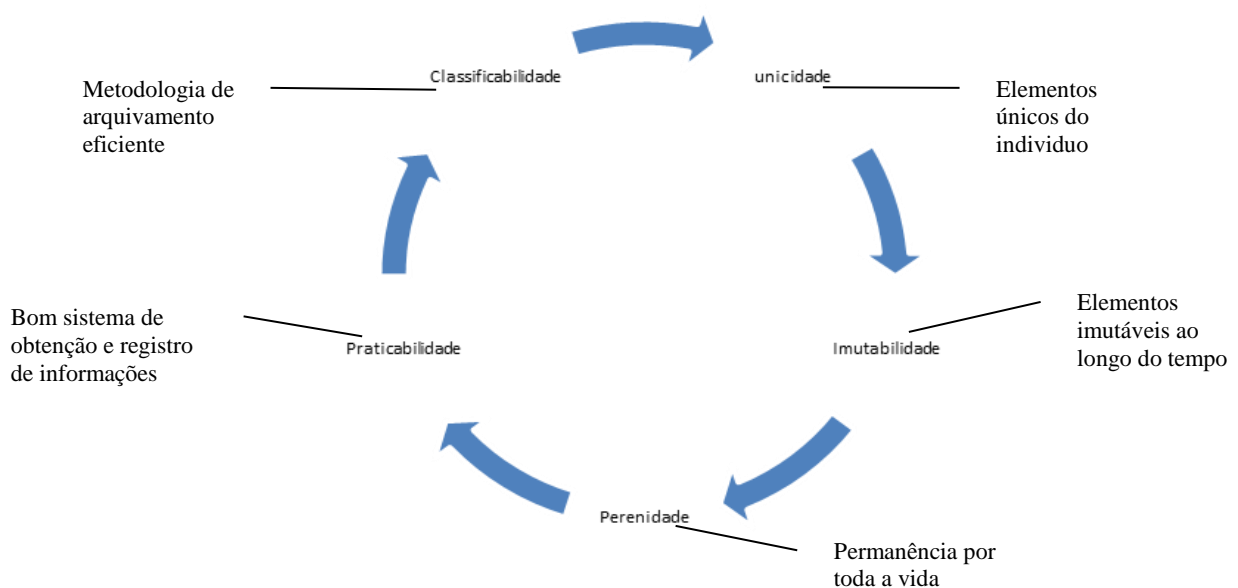 Classificabilidade
unicidade
Metodologia de
arquivamento
eficiente
Elementos
únicos do
individuo
Bom sistema de
obtenção e registro
de informações
Praticabilidade
Imutabilidade
Elementos
imutáveis ao
longo do tempo
Perenidade
Permanência por
toda a vida